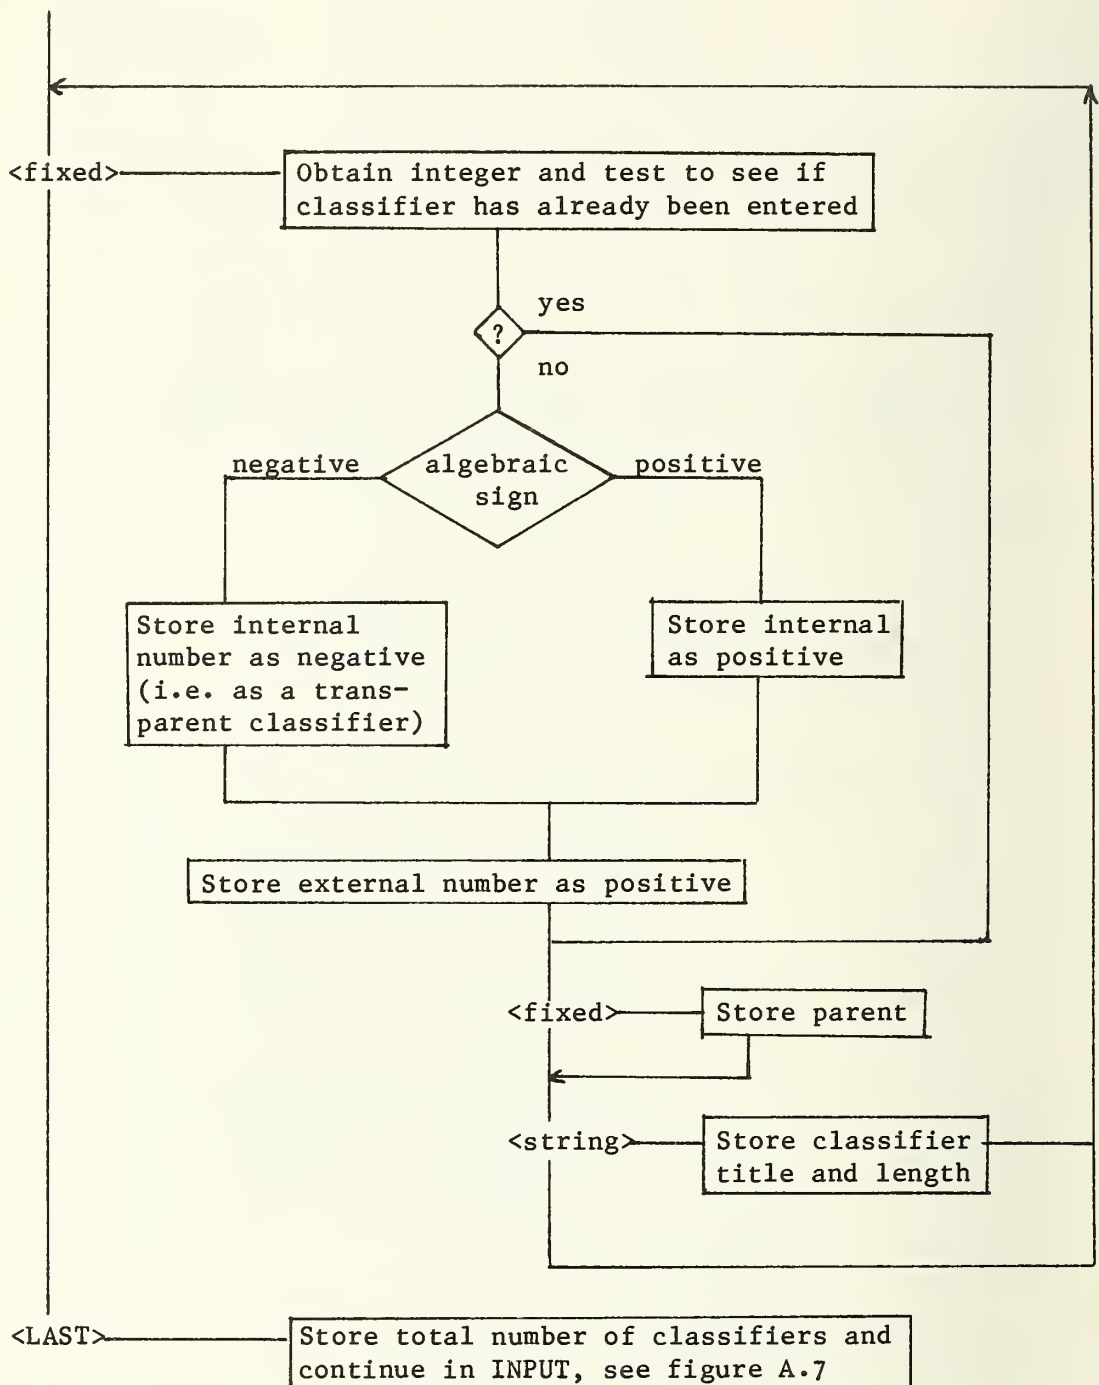 <fixed>
Obtain integer and test to see if
classifier has already been entered
yes
?
no
negative
algebraic
sign
positive
Store internal
number as negative
(i.e. as a trans-
parent classifier)
Store internal
as positive
Store external number as positive
<fixed>
Store parent
<string>
Store classifier
title and length
<LAST>
Store total number of classifiers and
continue in INPUT, see figure A.7